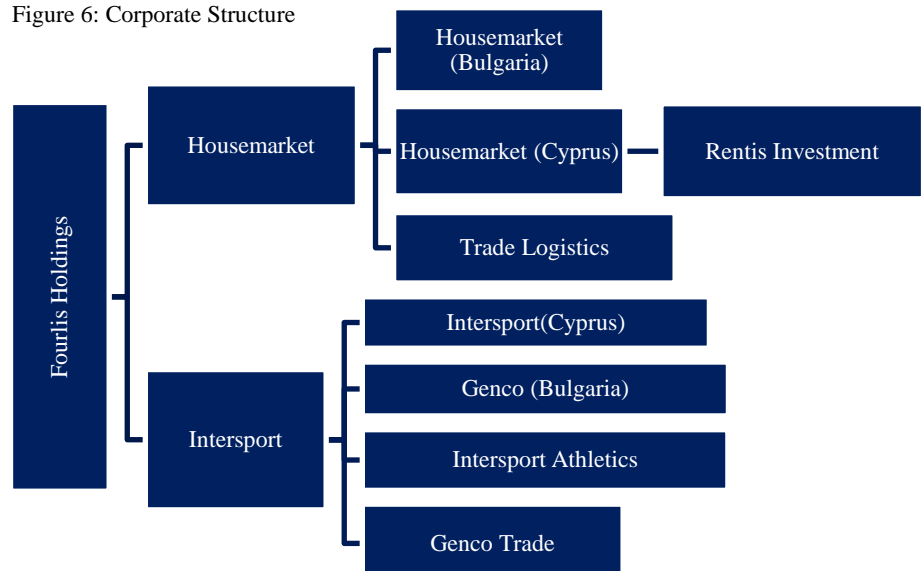 Figure 6: Corporate Structure
Fourlis Holdings
Housemarket
Housemarket
(Bulgaria)
Housemarket (Cyprus)
Rentis Investment
Trade Logistics
Intersport
Intersport(Cyprus)
Genco (Bulgaria)
Intersport Athletics
Genco Trade